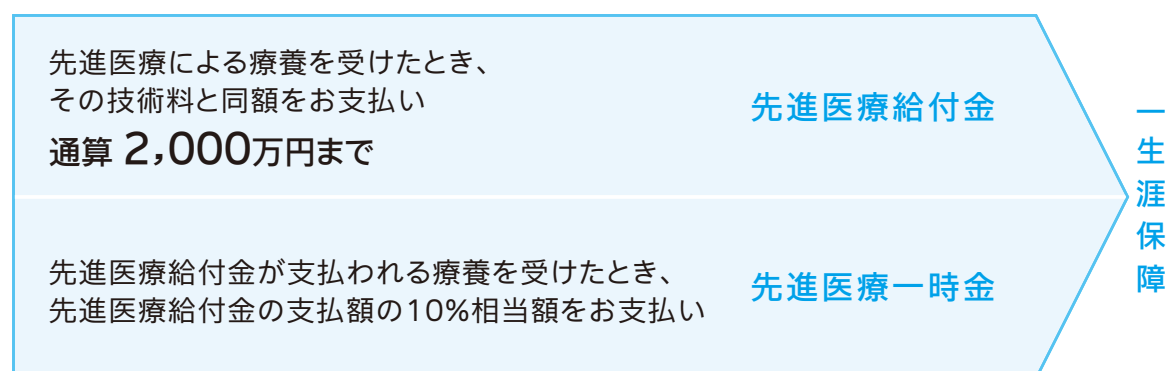 先進医療による療養を受けたとき、
その技術料と同額をお支払い
通算 2,000万円まで
先進医療給付金
先進医療給付金が支払われる療養を受けたとき、
先進医療給付金の支払額の10%相当額をお支払い
先進医療一時金
一生涯保障